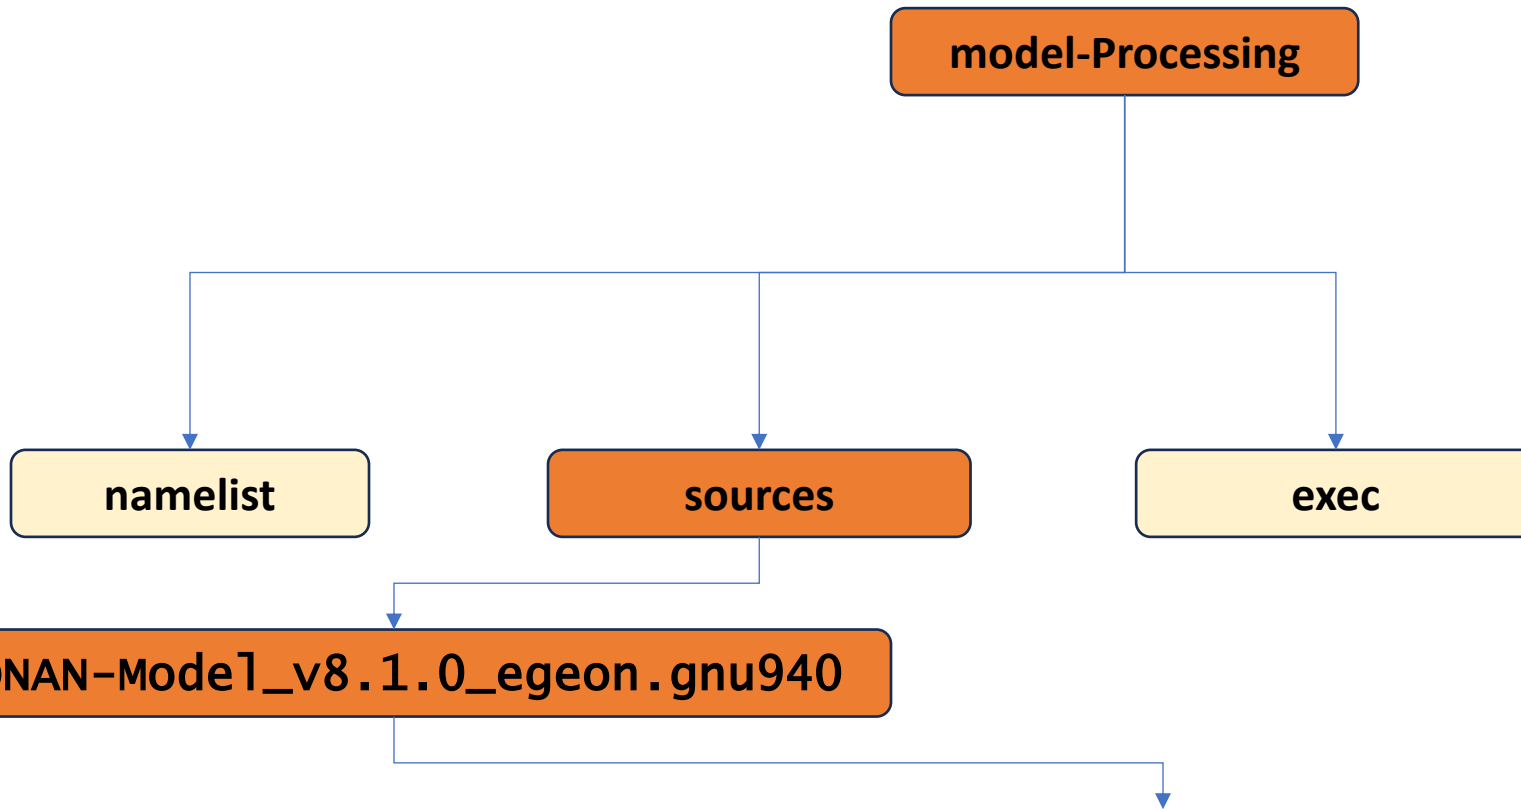 model-Processing
namelist
sources
exec
NAN-Model_v8.1.0_egeon.gnu940